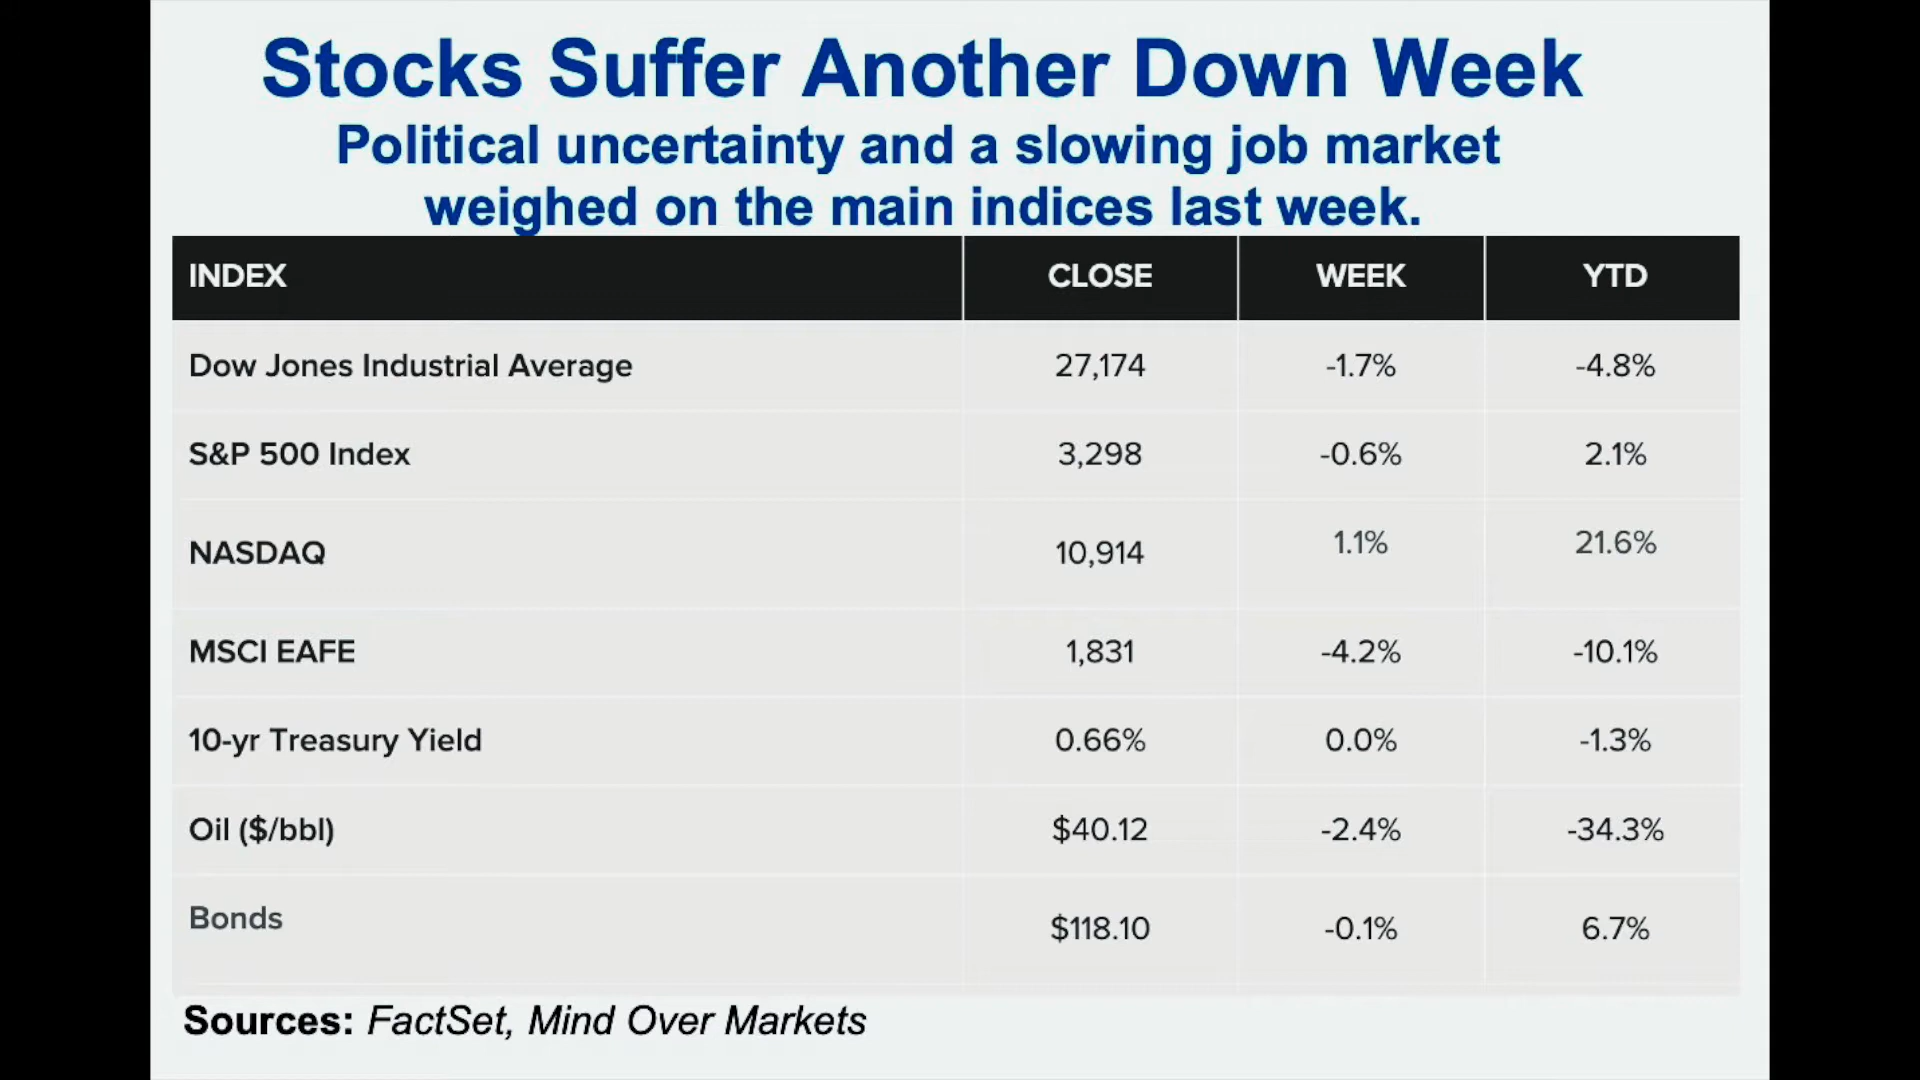 Stocks Suffer Another Down Week
Political uncertainty and a slowing job market
weighed on the main indices last week.
INDEX CLOSE WEEK YTD
Dow Jones Industrial Average 27,174 -1.7% -4.8%
S&P 500 Index 3,298 -0.6% 2.1%
NASDAQ 10,914 1.1% 21.6%
MSCI EAFE 1,831 -4.2% -10.1%
10-yr Treasury Yield 0.66% 0.0% -1.3%
Oil ($/bbl) $40.12 -2.4% -34.3%
Bonds $118.10 -0.1% 6.7%
Sources: FactSet, Mind Over Markets